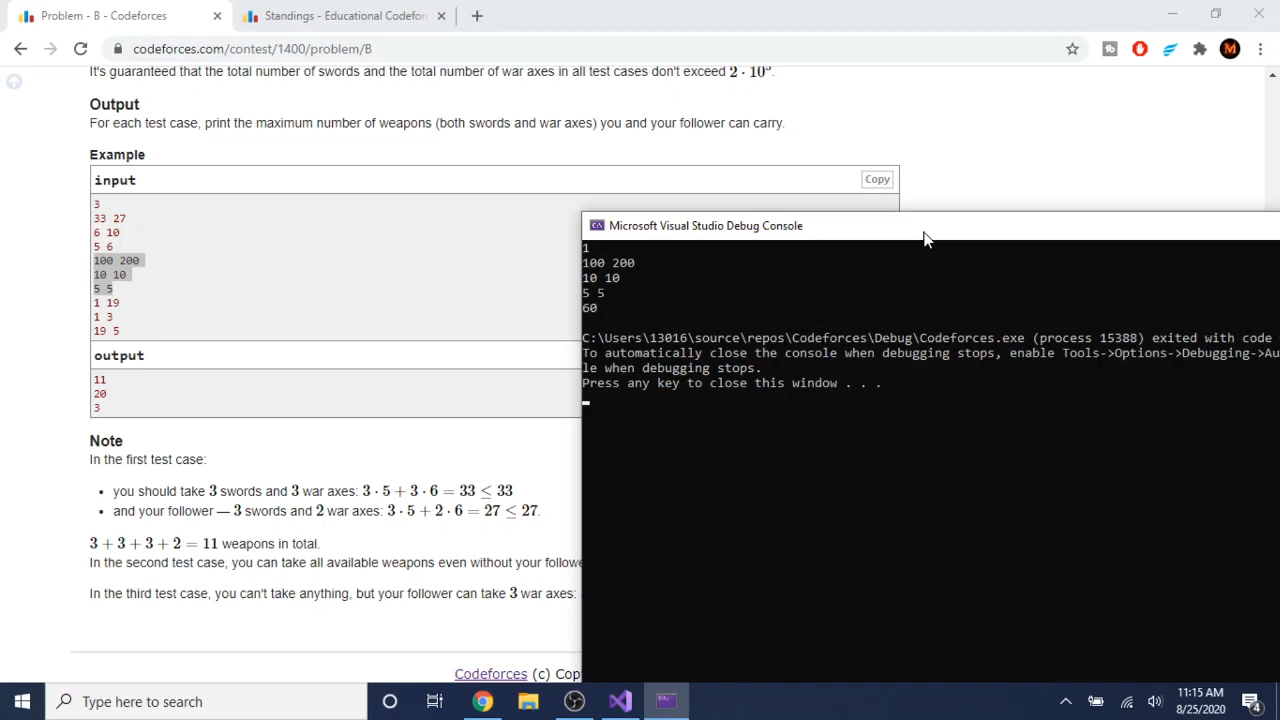 Problem - B - Codeforces
Standings - Educational Codefor
codeforces.com/contest/1400/problem/B
M
It's guaranteed that the total number of swords and the total number of war axes in all test cases don't exceed 2 · 10⁵.
Output
For each test case, print the maximum number of weapons (both swords and war axes) you and your follower can carry.
Example
input
Copy
3
33 27
6 10
5 6
100 200
10 10
5 5
1 19
1 3
19 5
output
11
20
3
Note
In the first test case:
• you should take 3 swords and 3 war axes: 3 · 5 + 3 · 6 = 33 ≤ 33
• and your follower — 3 swords and 2 war axes: 3 · 5 + 2 · 6 = 27 ≤ 27.
3 + 3 + 3 + 2 = 11 weapons in total.
In the second test case, you can take all available weapons even without your followe
In the third test case, you can't take anything, but your follower can take 3 war axes:
Codeforces (c) Cop
C:\
Microsoft Visual Studio Debug Console
1
100 200
10 10
5 5
60
C:\Users\13016\source\repos\Codeforces\Debug\Codeforces.exe (process 15388) exited with code
To automatically close the console when debugging stops, enable Tools->Options->Debugging->Au
le when debugging stops.
Press any key to close this window . . .
Type here to search
11:15 AM
8/25/2020
4